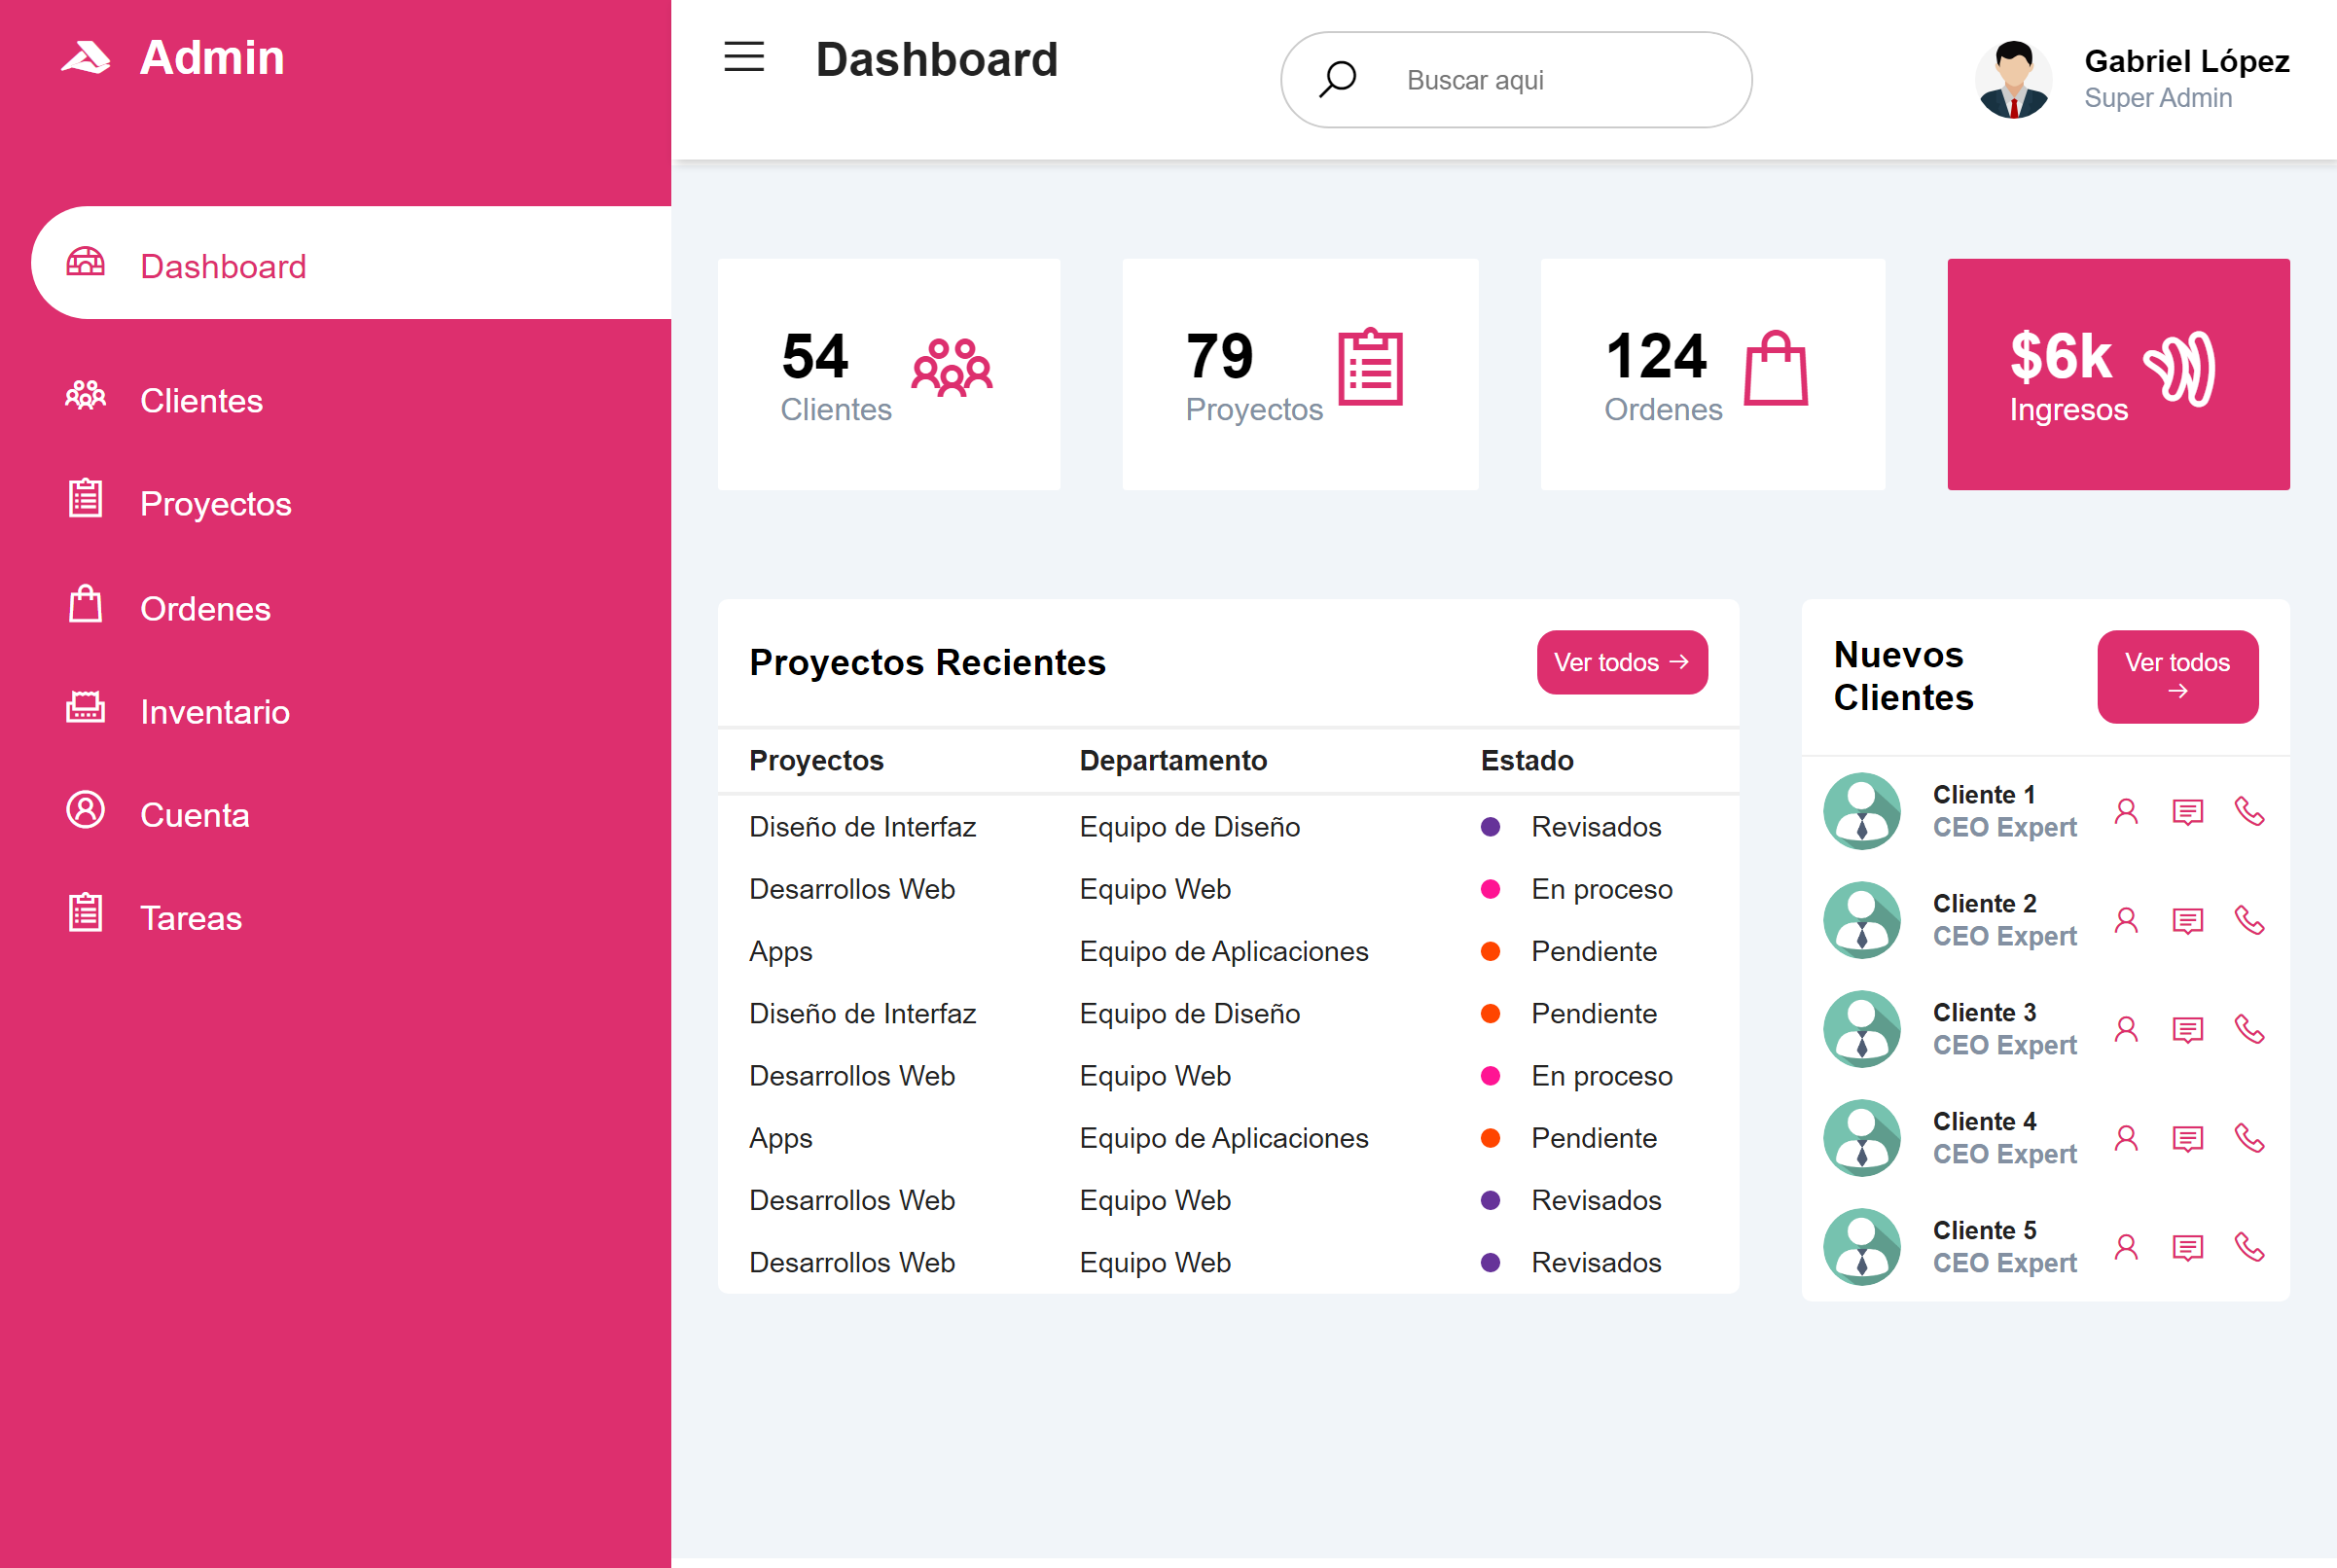 Admin
Dashboard
Clientes
Proyectos
Ordenes
Inventario
Cuenta
Tareas
Dashboard
Buscar aqui
Gabriel López
Super Admin
54
Clientes
79
Proyectos
124
Ordenes
$6k
Ingresos
Proyectos Recientes
Ver todos →
Proyectos Departamento Estado
Diseño de Interfaz Equipo de Diseño Revisados
Desarrollos Web Equipo Web En proceso
Apps Equipo de Aplicaciones Pendiente
Diseño de Interfaz Equipo de Diseño Pendiente
Desarrollos Web Equipo Web En proceso
Apps Equipo de Aplicaciones Pendiente
Desarrollos Web Equipo Web Revisados
Desarrollos Web Equipo Web Revisados
Nuevos
Clientes
Ver todos
→
Cliente 1
CEO Expert
Cliente 2
CEO Expert
Cliente 3
CEO Expert
Cliente 4
CEO Expert
Cliente 5
CEO Expert